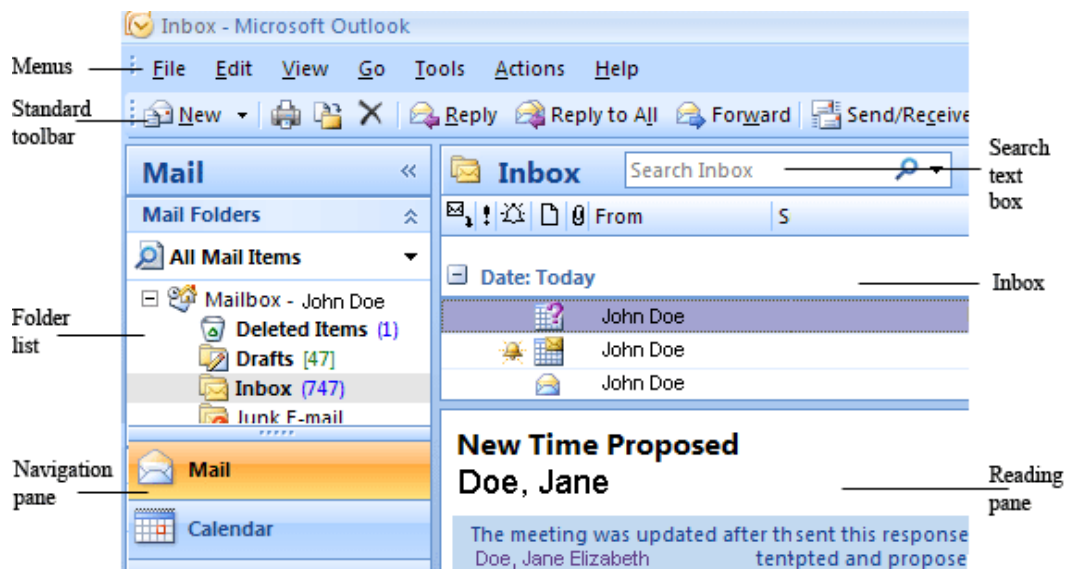 Inbox - Microsoft Outlook
Menus
File Edit View Go Tools Actions Help
Standard toolbar
New Reply Reply to All Forward Send/Receive
Mail
Inbox
Search Inbox
Search text box
Mail Folders
From S
All Mail Items
Date: Today
Inbox
Folder list
Mailbox - John Doe
Deleted Items (1)
Drafts [47]
Inbox (747)
Junk E-mail
John Doe
John Doe
John Doe
Navigation pane
Mail
Calendar
New Time Proposed
Doe, Jane
Reading pane
The meeting was updated after th sent this response
Doe, Jane Elizabeth tentpted and propose